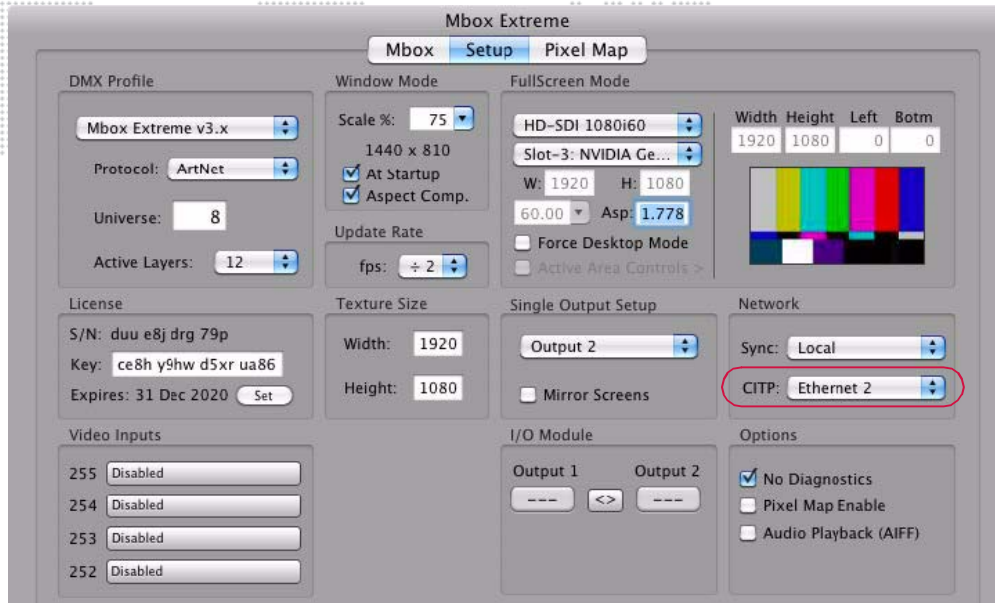 Mbox Extreme
Mbox Setup Pixel Map
DMX Profile
Mbox Extreme v3.x
Protocol: ArtNet
Universe: 8
Active Layers: 12
Window Mode
Scale %: 75
1440 x 810
At Startup
Aspect Comp.
Update Rate
fps: ÷ 2
FullScreen Mode
HD-SDI 1080i60
Slot-3: NVIDIA Ge...
W: 1920 H: 1080
60.00 Asp: 1.778
Force Desktop Mode
Active Area Controls >
Width Height Left Botm
1920 1080 0 0
License
S/N: duu e8j drg 79p
Key: ce8h y9hw d5xr ua86
Expires: 31 Dec 2020 Set
Texture Size
Width: 1920
Height: 1080
Single Output Setup
Output 2
Mirror Screens
Network
Sync: Local
CITP: Ethernet 2
Video Inputs
255 Disabled
254 Disabled
253 Disabled
252 Disabled
I/O Module
Output 1 Output 2
--- <> ---
Options
No Diagnostics
Pixel Map Enable
Audio Playback (AIFF)